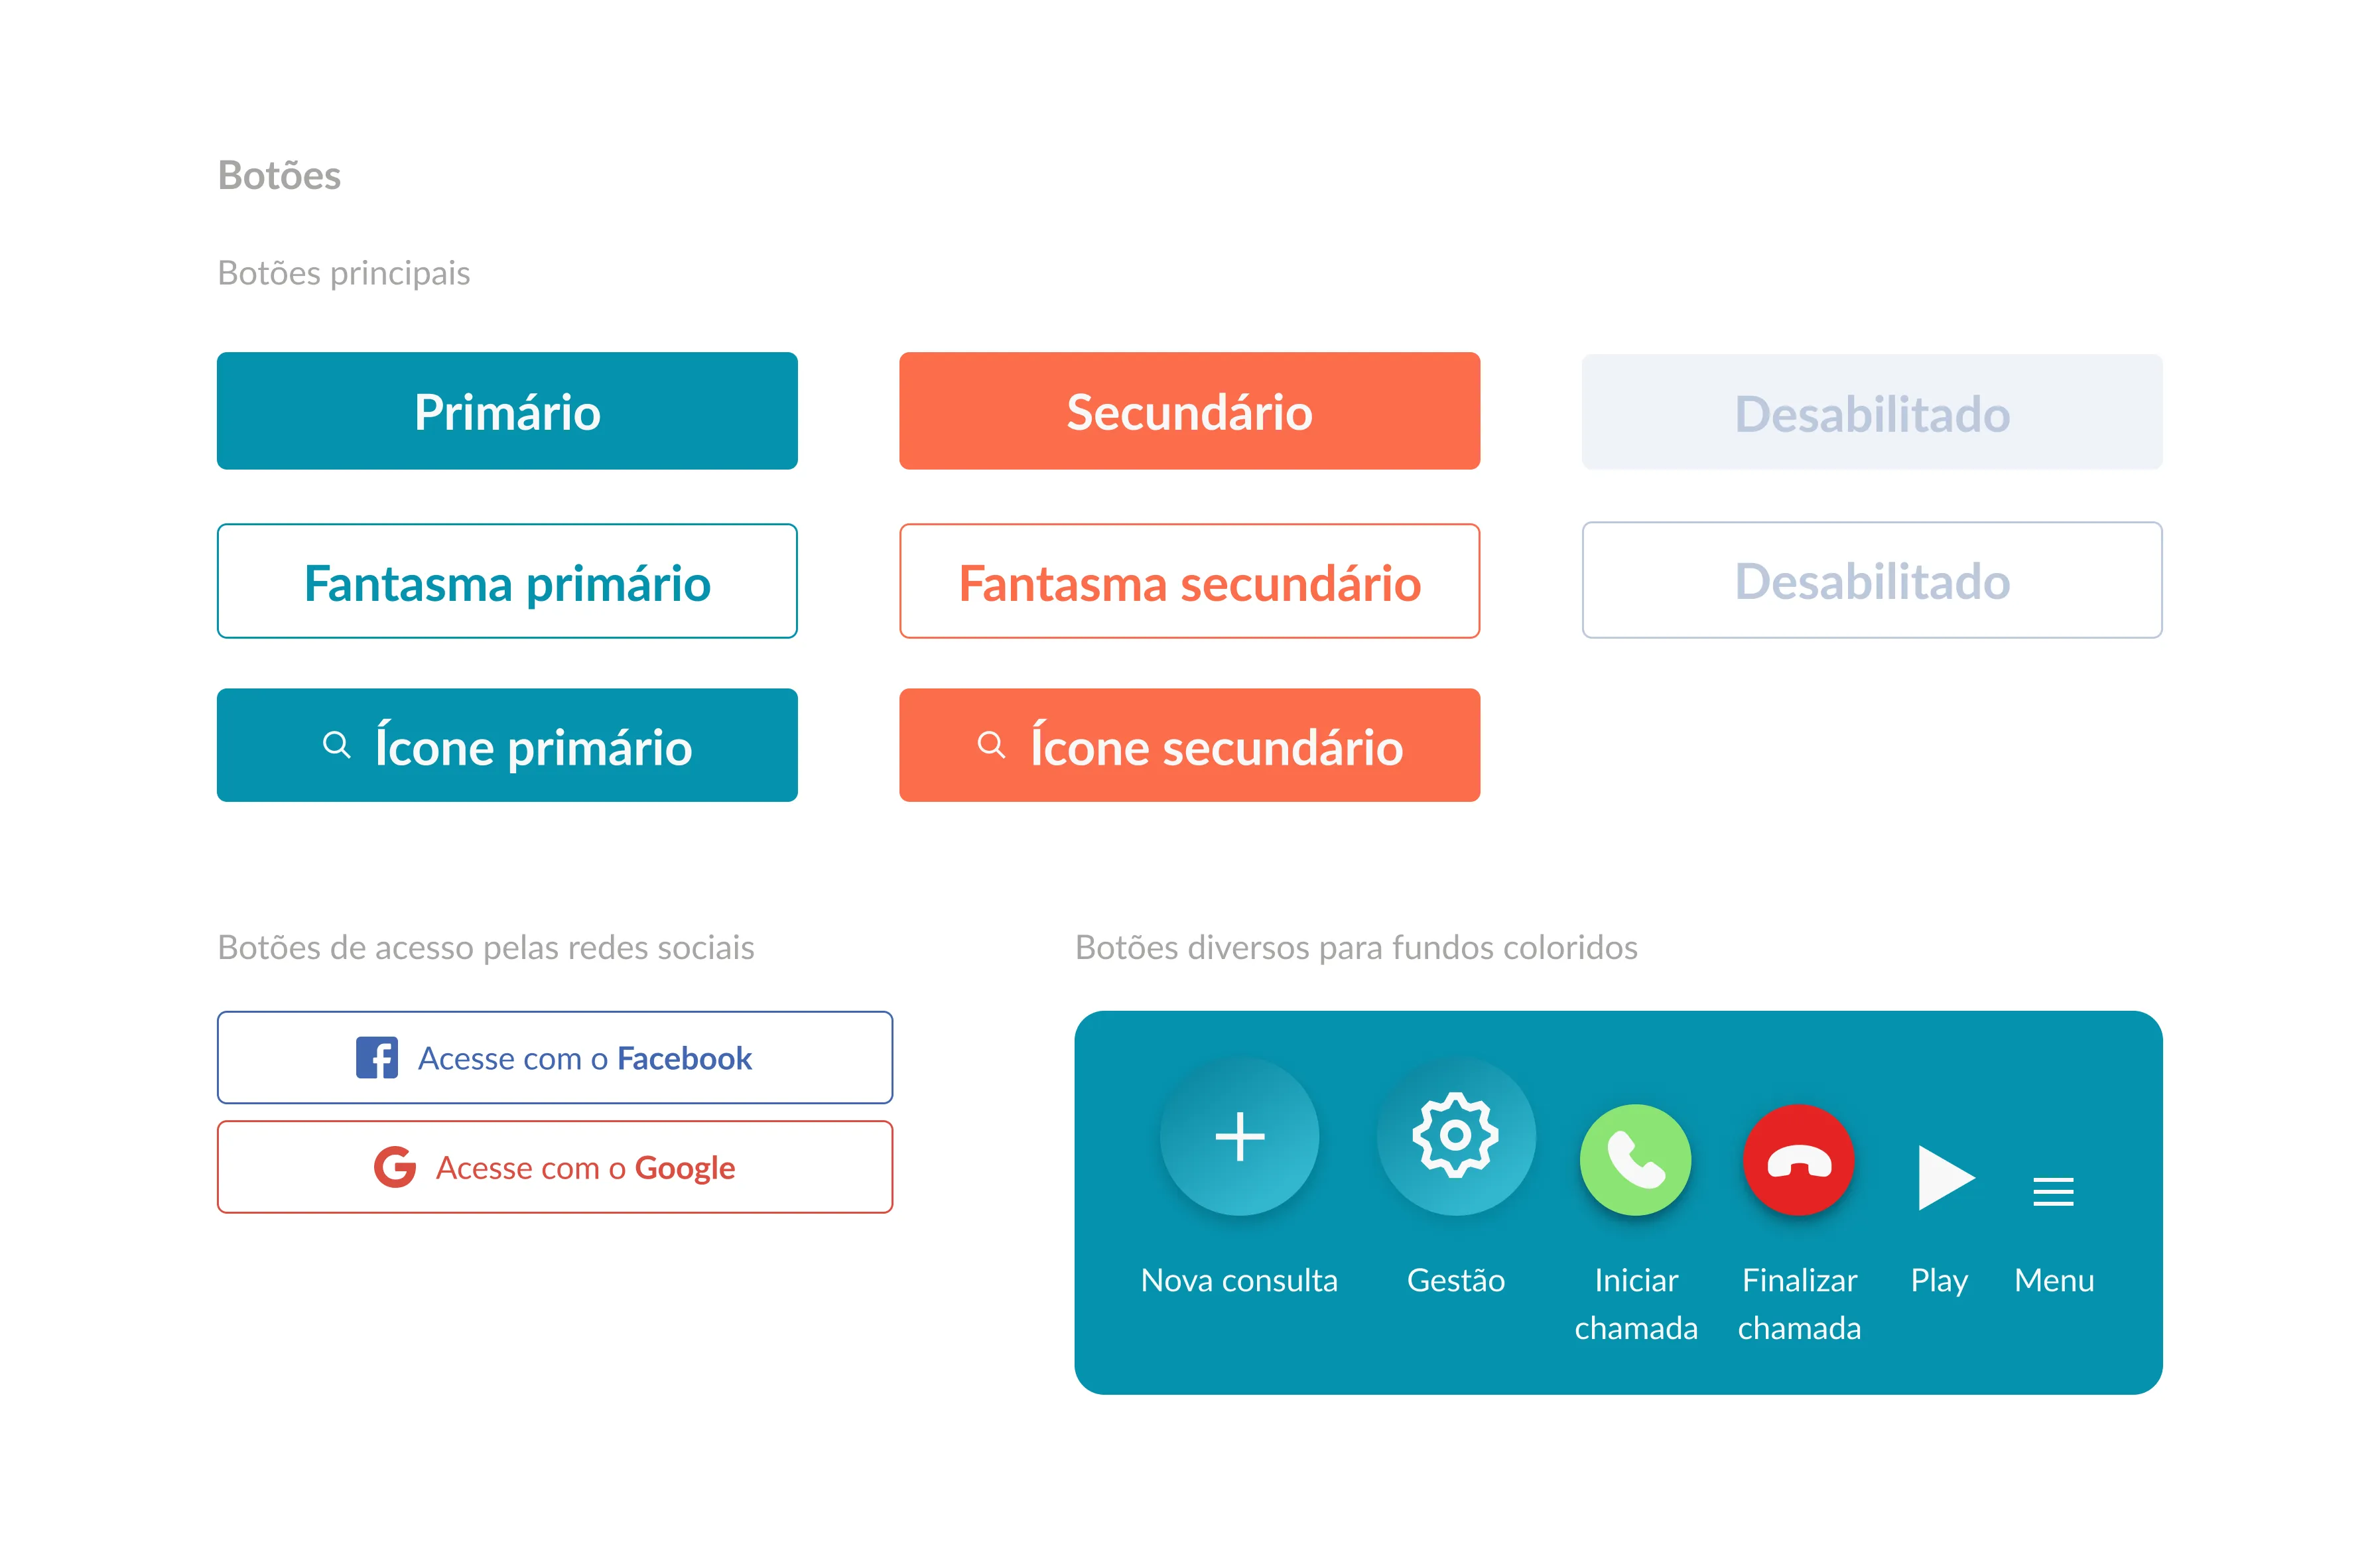 Botões
Botões principais
Primário
Secundário
Desabilitado
Fantasma primário
Fantasma secundário
Desabilitado
Ícone primário
Ícone secundário
Botões de acesso pelas redes sociais
Acesse com o Facebook
Acesse com o Google
Botões diversos para fundos coloridos
Nova consulta
Gestão
Iniciar
chamada
Finalizar
chamada
Play
Menu